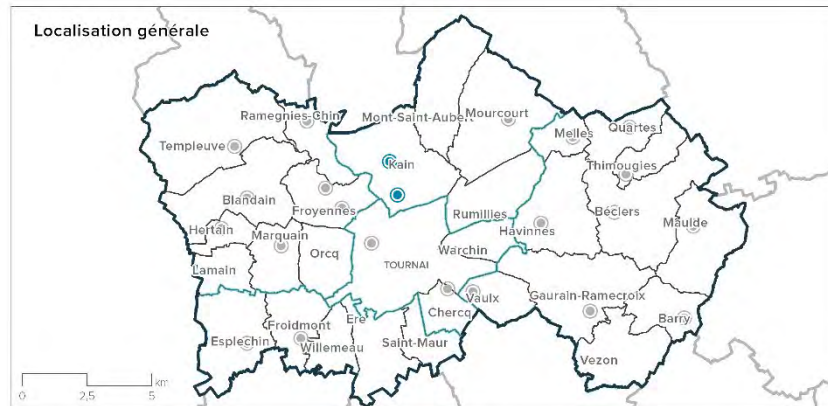 Localisation générale
Ramegnies-Chin
Mont-Saint-Aubert
Mourcourt
Quartes
Melles
Templeuve
Kain
Thimougies
Blandain
Froyennes
Rumillies
Béclers
Maulde
Hertain
Havinnes
Marquain
Orcq
Warchin
Lamain
TOURNAI
Vaulx
Gaurain-Ramecroix
Chercq
Ere
Barry
Froidmont
Esplechin
Willemeau
Saint-Maur
Vezon
0 2,5 5 km